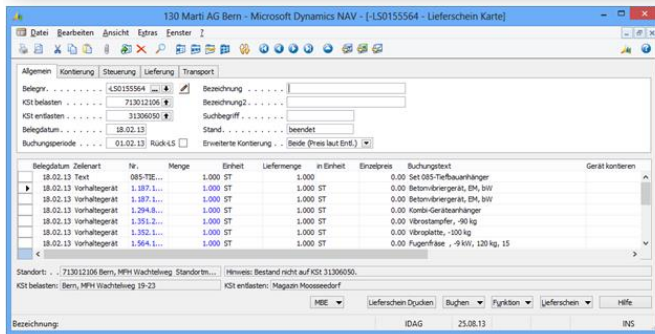 130 Marti AG Bern - Microsoft Dynamics NAV - [-LS0155564 - Lieferschein Karte]
Datei Bearbeiten Ansicht Extras Fenster ?
Allgemein Kontierung Steuerung Lieferung Transport
Belegnr. -LS0155564 Bezeichnung
KSt belasten 713012106 Bezeichnung2
KSt entlasten 31306050 Suchbegriff
Belegdatum 18.02.13 Stand beendet
Buchungsperiode 01.02.13 Rück-LS Erweiterte Kontierung Beide (Preis laut Entl.)
Belegdatum Zeilenart Nr. Menge Einheit Liefermenge in Einheit Einzelpreis Buchungstext Gerät kontieren
18.02.13 Text 085-TIE... 1.000 ST 1.000 0.00 Set 085-Tiefbauanhänger
18.02.13 Vorhaltegerät 1.187.1... 1.000 ST 1.000 ST 0.00 Betonvibriergerät, EM, bW
18.02.13 Vorhaltegerät 1.187.1... 1.000 ST 1.000 ST 0.00 Betonvibriergerät, EM, bW
18.02.13 Vorhaltegerät 1.294.8... 1.000 ST 1.000 ST 0.00 Kombi-Geräteanhänger
18.02.13 Vorhaltegerät 1.351.2... 1.000 ST 1.000 ST 0.00 Vibrostampfer, -90 kg
18.02.13 Vorhaltegerät 1.352.1... 1.000 ST 1.000 ST 0.00 Vibroplatte, -100 kg
18.02.13 Vorhaltegerät 1.564.1... 1.000 ST 1.000 ST 0.00 Fugenfräse , -9 kW, 120 kg, 15
Standort: . . 713012106 Bern, MFH Wachtelweg Standortm... Hinweis: Bestand nicht auf KSt 31306050.
KSt belasten: Bern, MFH Wachtelweg 19-23 KSt entlasten: Magazin Moosseedorf
MBE Lieferschein Drucken Buchen Funktion Lieferschein Hilfe
Bezeichnung: IDAG 25.08.13 INS